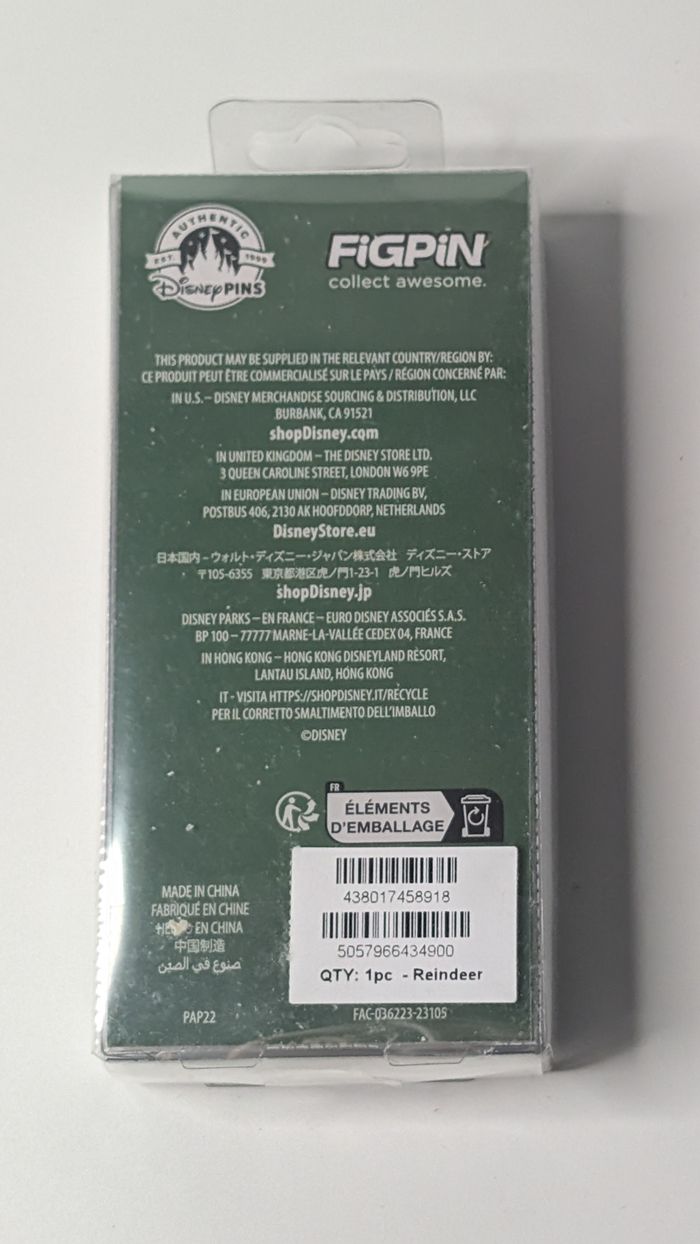 AUTHENTIC
EST. 1999
Disney PINS
FiGPiN
collect awesome.
THIS PRODUCT MAY BE SUPPLIED IN THE RELEVANT COUNTRY/REGION BY:
CE PRODUIT PEUT ÊTRE COMMERCIALISÉ SUR LE PAYS / RÉGION CONCERNÉ PAR:
IN U.S. – DISNEY MERCHANDISE SOURCING & DISTRIBUTION, LLC
BURBANK, CA 91521
shopDisney.com
IN UNITED KINGDOM – THE DISNEY STORE LTD.
3 QUEEN CAROLINE STREET, LONDON W6 9PE
IN EUROPEAN UNION – DISNEY TRADING BV,
POSTBUS 406, 2130 AK HOOFDDORP, NETHERLANDS
DisneyStore.eu
日本国内 – ウォルト・ディズニー・ジャパン株式会社 ディズニー・ストア
〒105-6355 東京都港区虎ノ門1-23-1 虎ノ門ヒルズ
shopDisney.jp
DISNEY PARKS – EN FRANCE – EURO DISNEY ASSOCIÉS S.A.S.
BP 100 – 77777 MARNE-LA-VALLÉE CEDEX 04, FRANCE
IN HONG KONG – HONG KONG DISNEYLAND RESORT,
LANTAU ISLAND, HONG KONG
IT - VISITA HTTPS://SHOPDISNEY.IT/RECYCLE
PER IL CORRETTO SMALTIMENTO DELL'IMBALLO
©DISNEY
FR
ÉLÉMENTS
D'EMBALLAGE
438017458918
5057966434900
QTY: 1pc - Reindeer
MADE IN CHINA
FABRIQUÉ EN CHINE
EN CHINA
中国制造
صنوع في الصين
PAP22
FAC-036223-23105